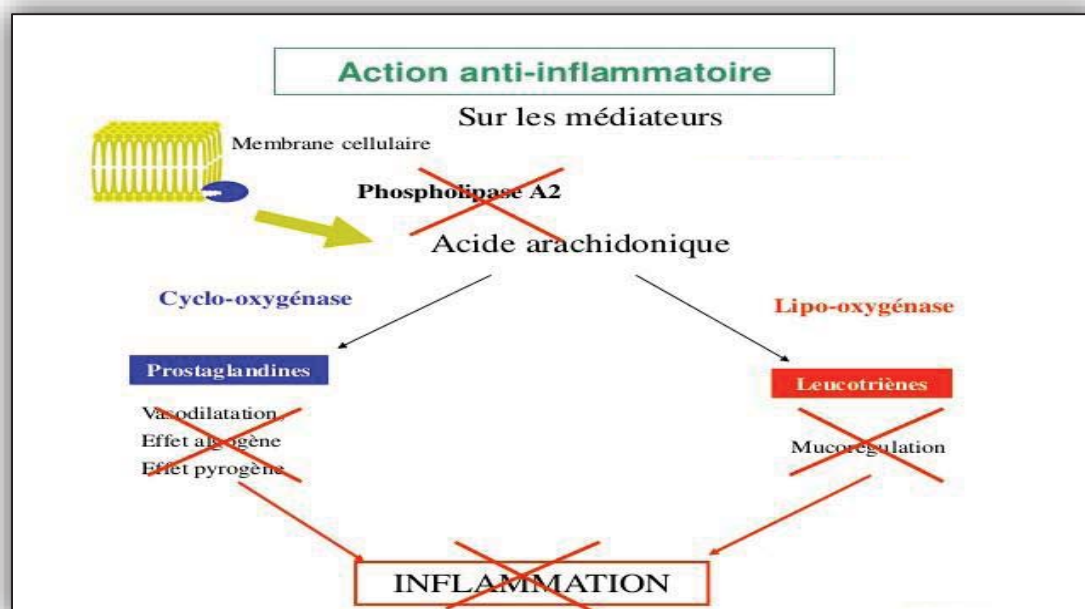 Action anti-inflammatoire
Sur les médiateurs
Membrane cellulaire
Phospholipase A2
Acide arachidonique
Cyclo-oxygénase
Lipo-oxygénase
Prostaglandines
Leucotriènes
Vasodilatation,
Effet algogène
Effet pyrogène
Mucorégulation
INFLAMMATION